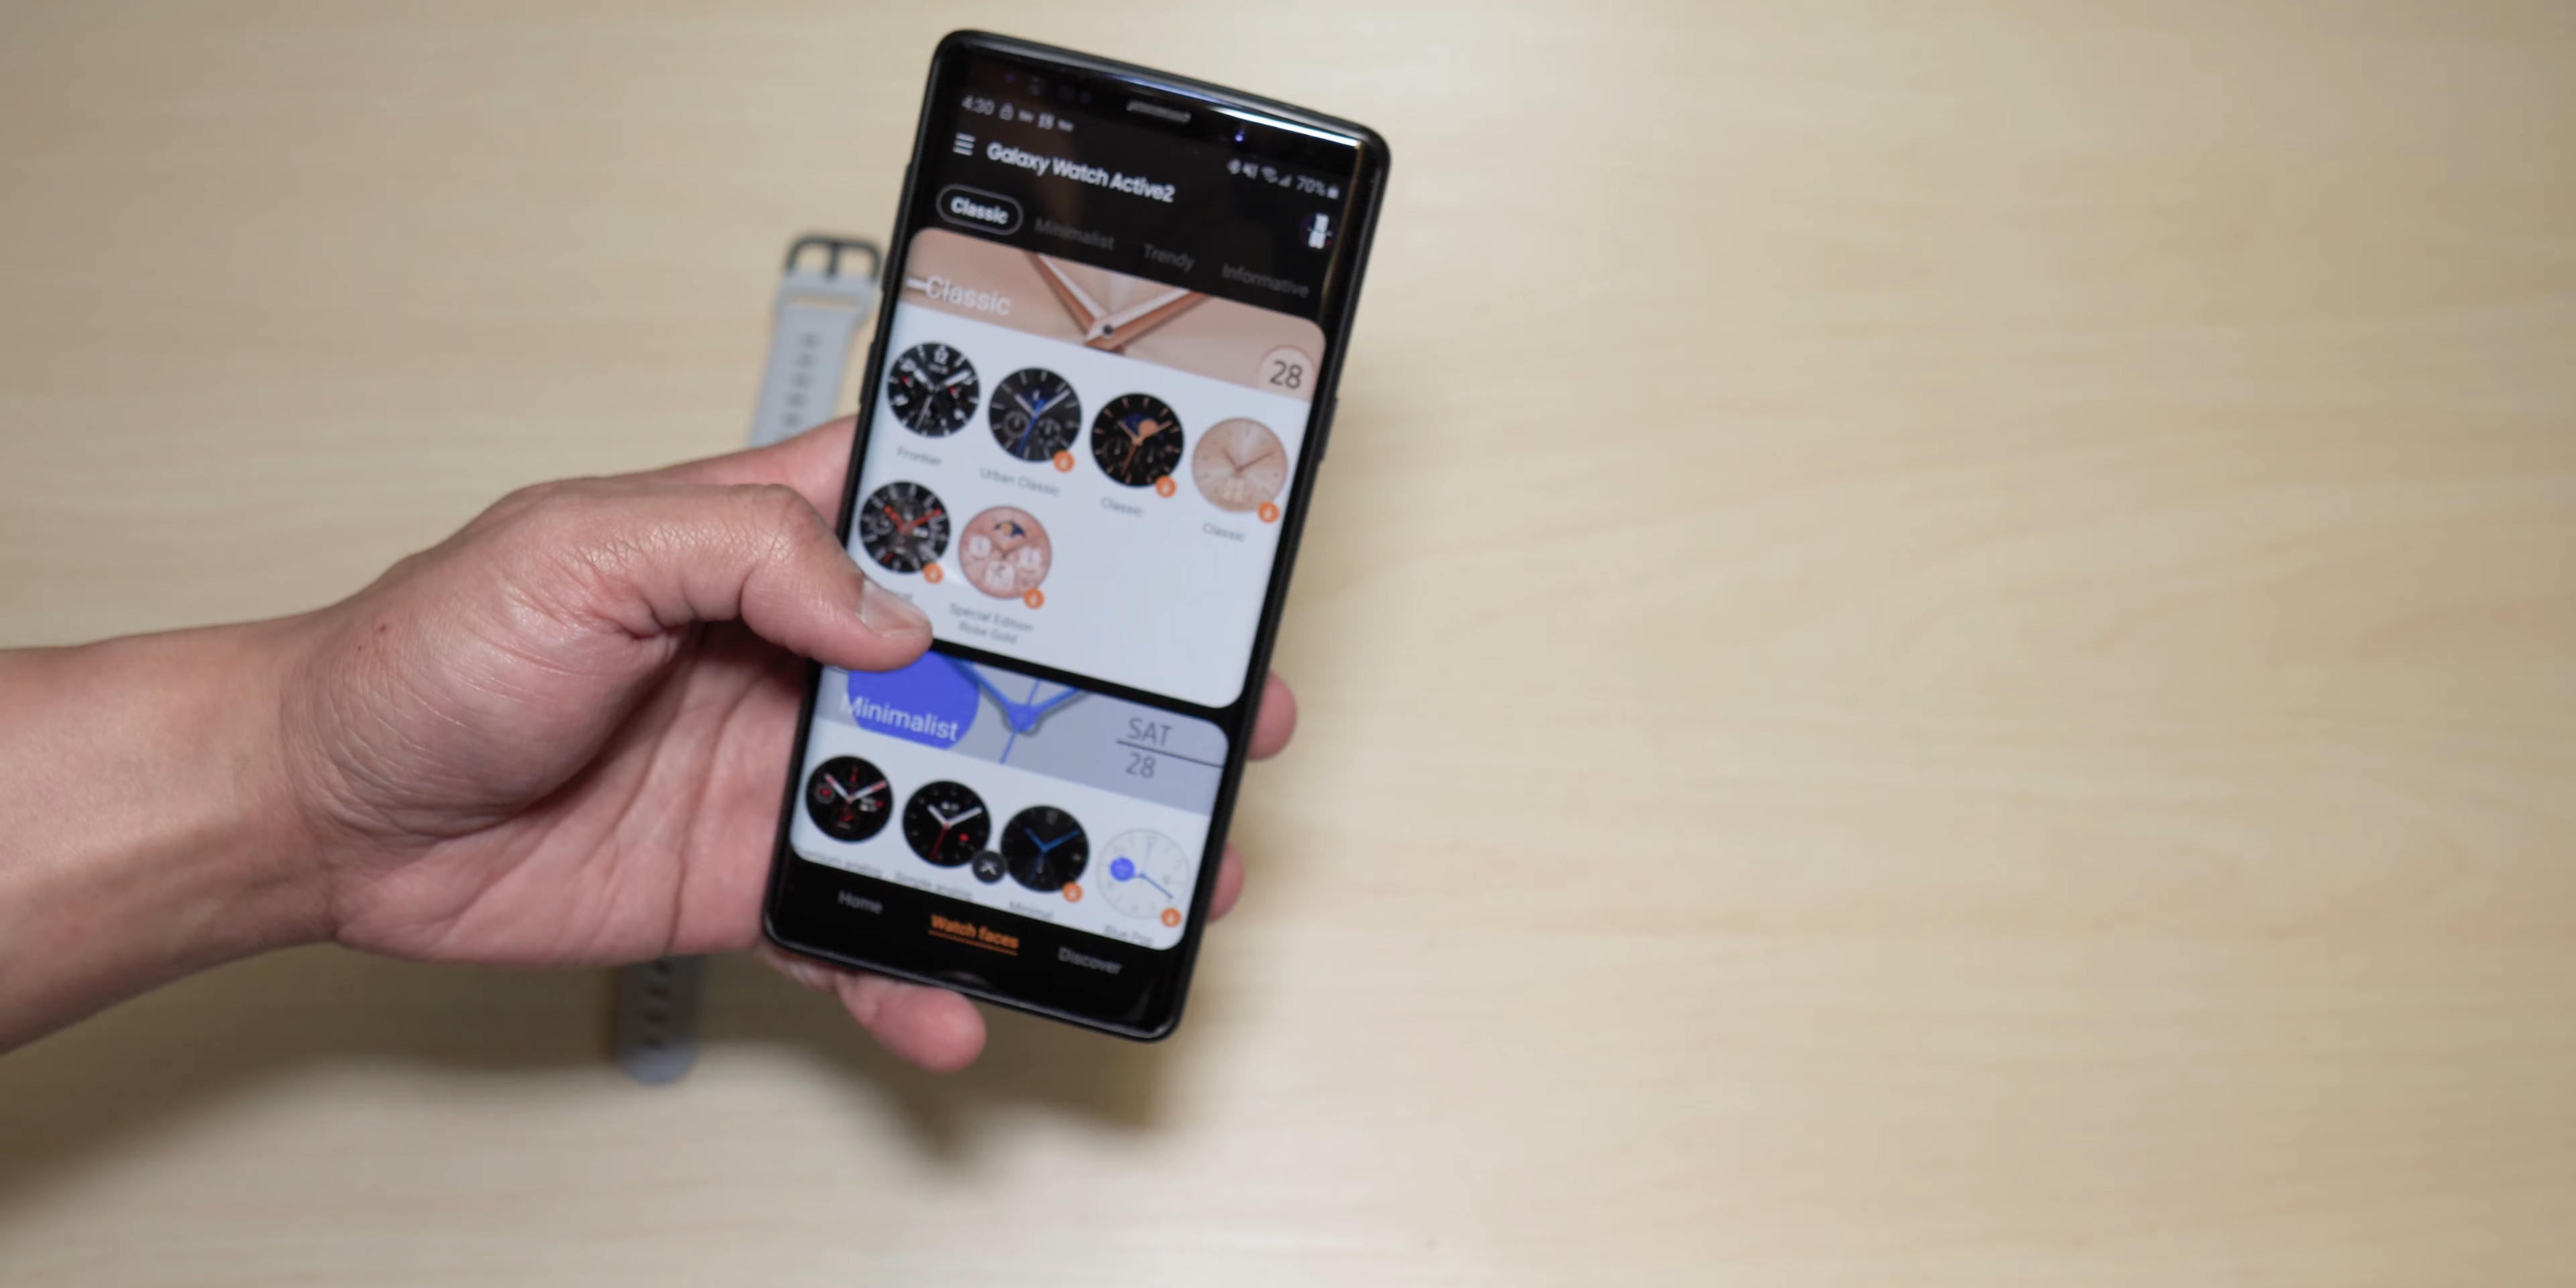 4:30
70%
Galaxy Watch Active2
Classic Minimalist Trendy Informative
Classic
28
Frontier
Urban Classic
Classic
Classic
Special Edition
Rose Gold
Minimalist
SAT
28
Minimal
Home
Watch faces
Discover